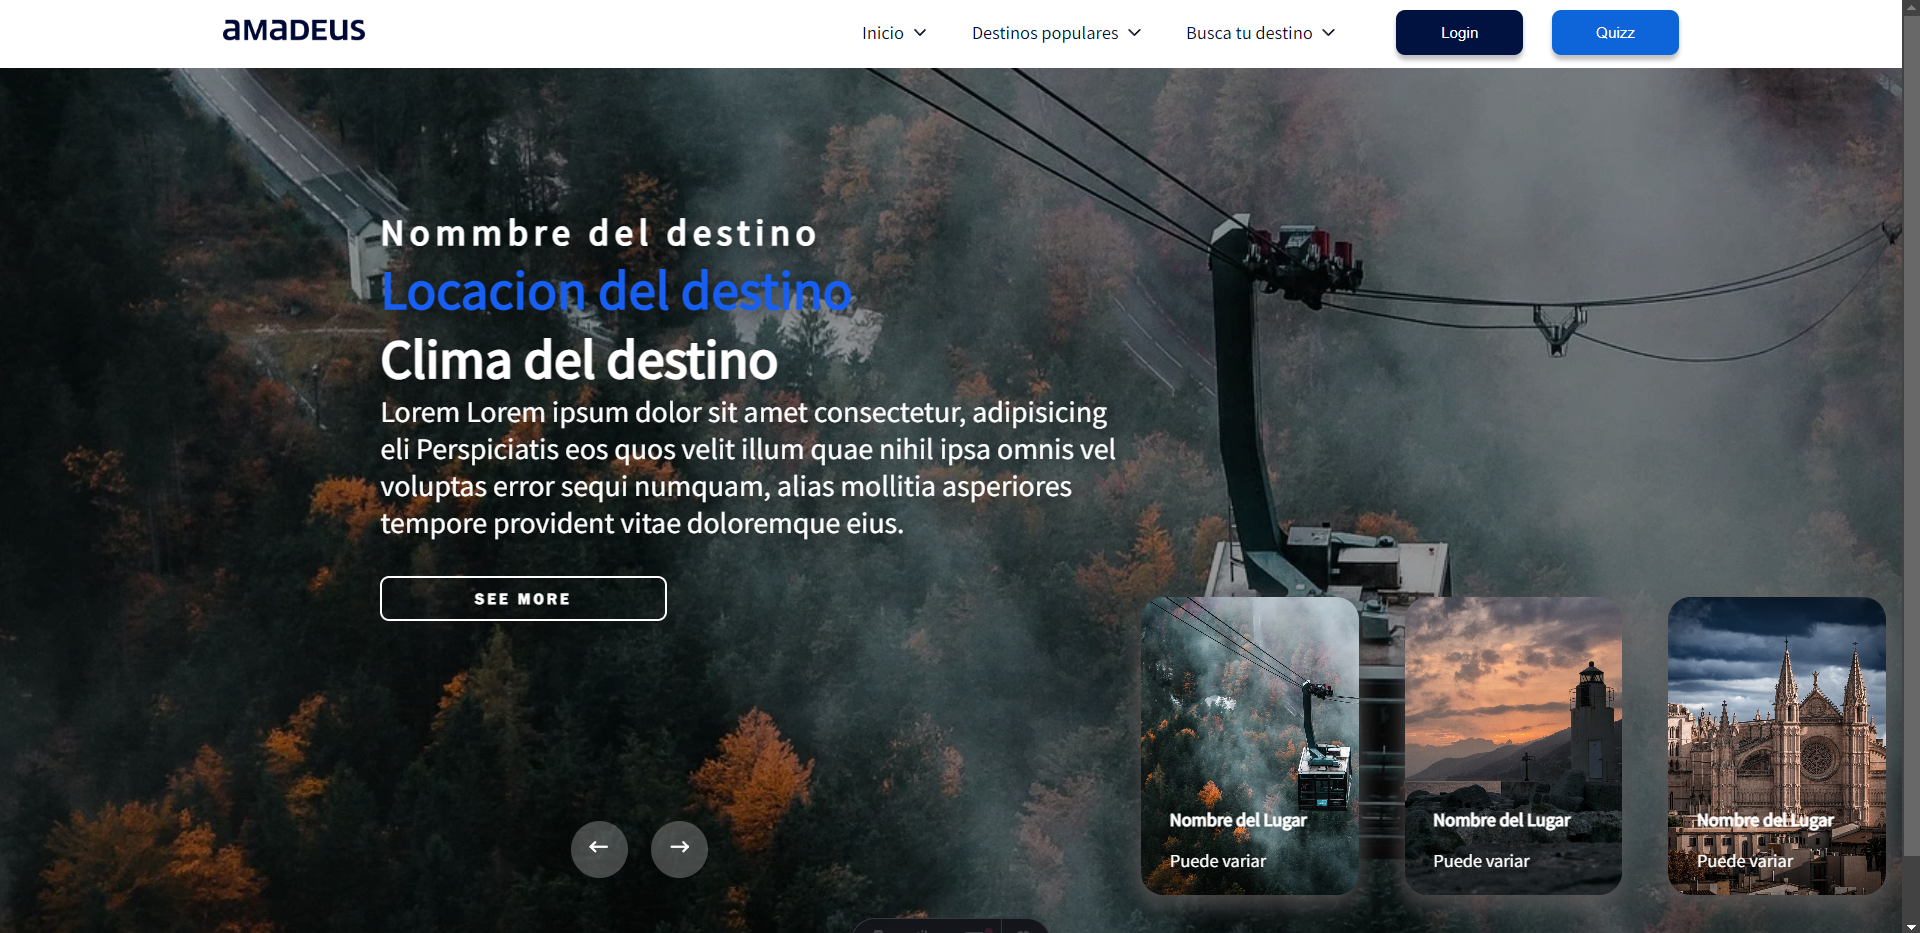 amadeus
Inicio
Destinos populares
Busca tu destino
Login
Quizz
Nommbre del destino
Locacion del destino
Clima del destino
Lorem Lorem ipsum dolor sit amet consectetur, adipisicing
eli Perspiciatis eos quos velit illum quae nihil ipsa omnis vel
voluptas error sequi numquam, alias mollitia asperiores
tempore provident vitae doloremque eius.
SEE MORE
Nombre del Lugar
Puede variar
Nombre del Lugar
Puede variar
Nombre del Lugar
Puede variar